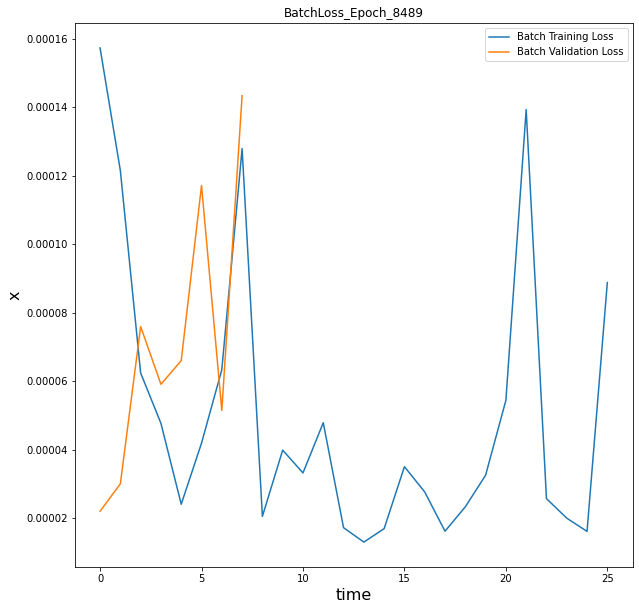 BatchLoss_Epoch_8489
Batch Training Loss
Batch Validation Loss
0.00016
0.00014
0.00012
0.00010
0.00008
0.00006
0.00004
0.00002
x
0 5 10 15 20 25
time